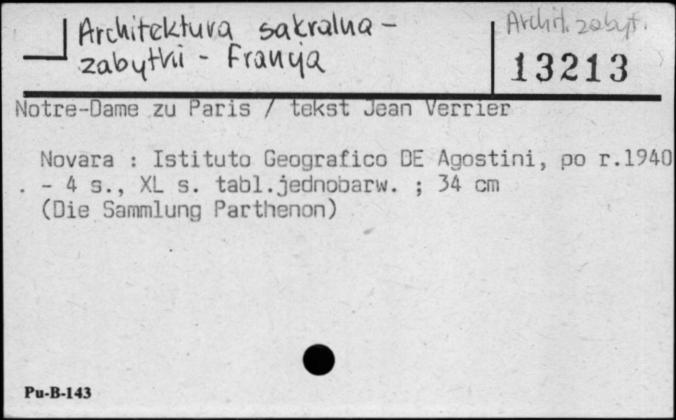 Architektura sakralna -
zabytki - Francja
Archit. zabyt.
13213
Notre-Dame zu Paris / tekst Jean Verrier
Novara : Istituto Geografico DE Agostini, po r.1940
. - 4 s., XL s. tabl.jednobarw. ; 34 cm
(Die Sammlung Parthenon)
Pu-B-143